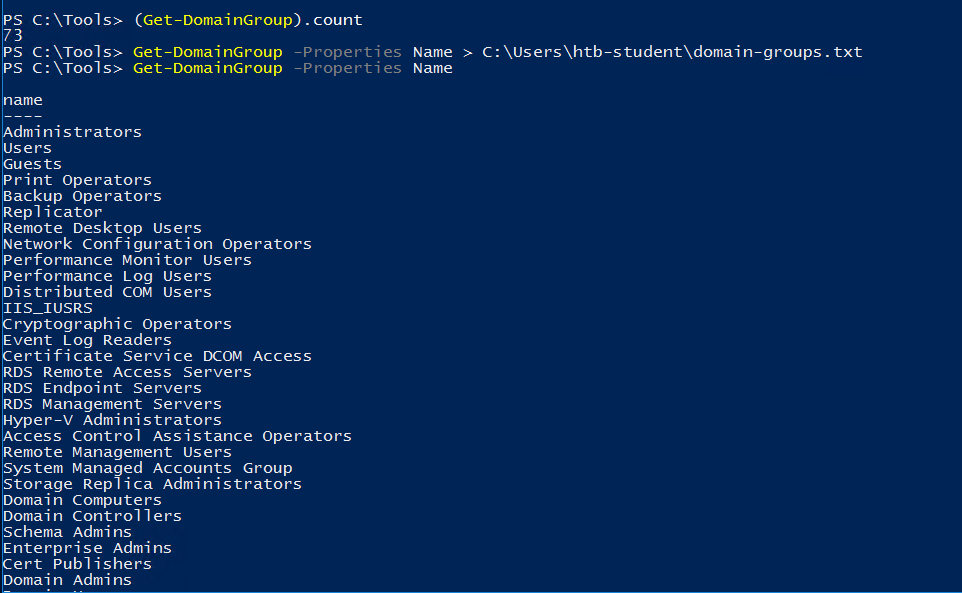 PS C:\Tools> (Get-DomainGroup).count
73
PS C:\Tools> Get-DomainGroup -Properties Name > C:\Users\htb-student\domain-groups.txt
PS C:\Tools> Get-DomainGroup -Properties Name
name
----
Administrators
Users
Guests
Print Operators
Backup Operators
Replicator
Remote Desktop Users
Network Configuration Operators
Performance Monitor Users
Performance Log Users
Distributed COM Users
IIS_IUSRS
Cryptographic Operators
Event Log Readers
Certificate Service DCOM Access
RDS Remote Access Servers
RDS Endpoint Servers
RDS Management Servers
Hyper-V Administrators
Access Control Assistance Operators
Remote Management Users
System Managed Accounts Group
Storage Replica Administrators
Domain Computers
Domain Controllers
Schema Admins
Enterprise Admins
Cert Publishers
Domain Admins